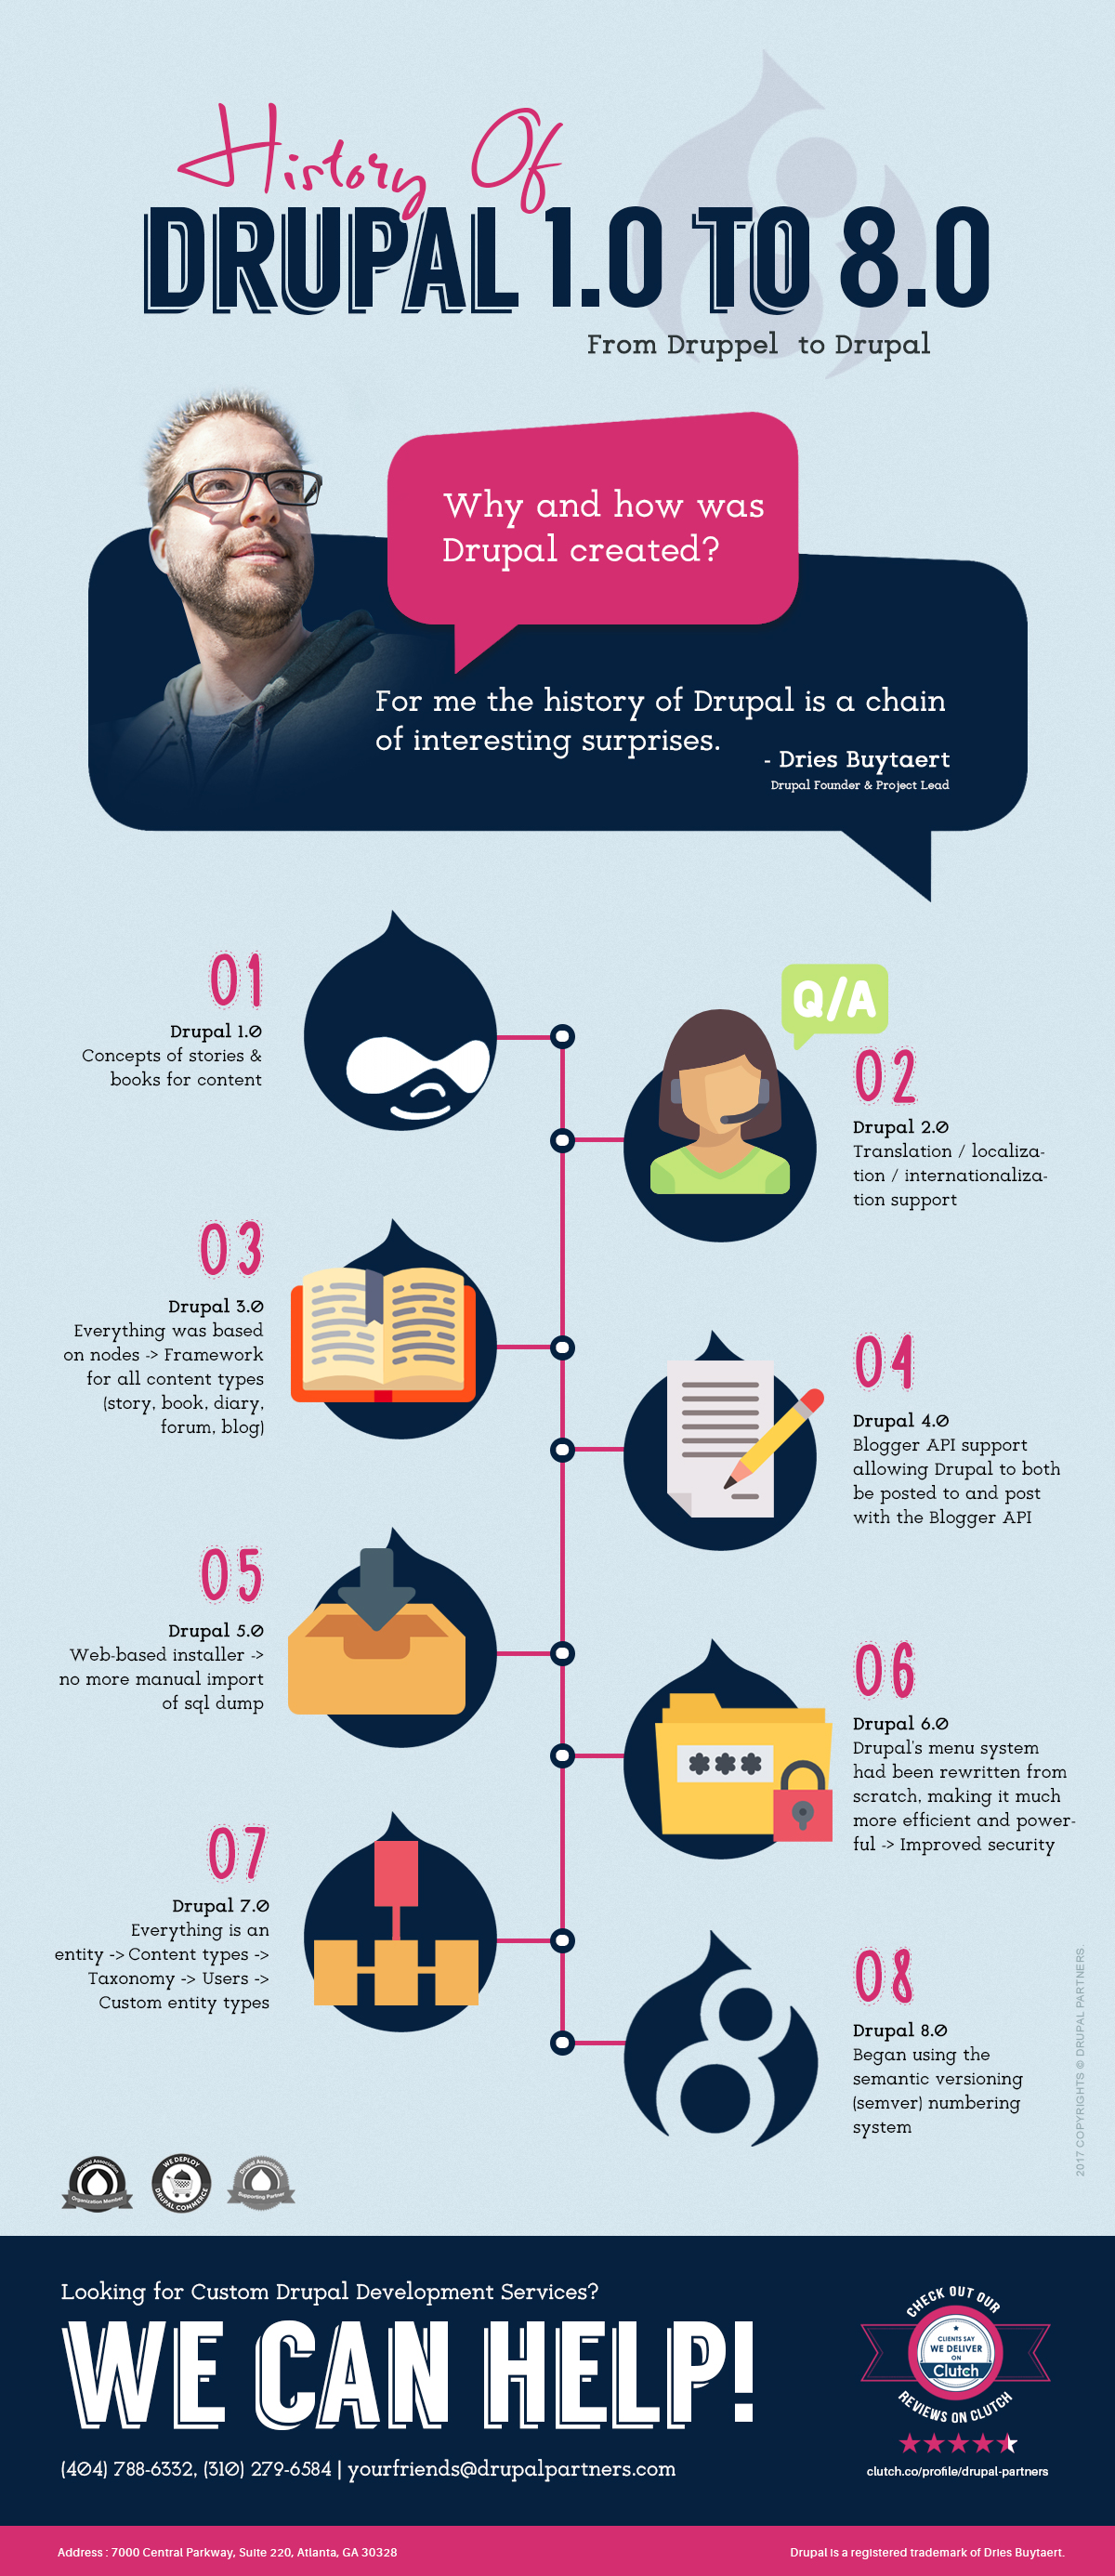 History Of
DRUPAL 1.0 TO 8.0
From Druppel to Drupal
Why and how was
Drupal created?
For me the history of Drupal is a chain
of interesting surprises.
- Dries Buytaert
Drupal Founder & Project Lead
01
Drupal 1.0
Concepts of stories &
books for content
Q/A
02
Drupal 2.0
Translation / localiza-
tion / internationaliza-
tion support
03
Drupal 3.0
Everything was based
on nodes -> Framework
for all content types
(story, book, diary,
forum, blog)
04
Drupal 4.0
Blogger API support
allowing Drupal to both
be posted to and post
with the Blogger API
05
Drupal 5.0
Web-based installer ->
no more manual import
of sql dump
06
Drupal 6.0
Drupal's menu system
had been rewritten from
scratch, making it much
more efficient and power-
ful -> Improved security
07
Drupal 7.0
Everything is an
entity -> Content types ->
Taxonomy -> Users ->
Custom entity types
08
Drupal 8.0
Began using the
semantic versioning
(semver) numbering
system
2017 COPYRIGHTS © DRUPAL PARTNERS.
Drupal Association
Organization Member
WE DEPLOY
DRUPAL COMMERCE
Drupal Association
Supporting Partner
Looking for Custom Drupal Development Services?
WE CAN HELP!
(404) 788-6332, (310) 279-6584 | yourfriends@drupalpartners.com
CHECK OUT OUR
CLIENTS SAY
WE DELIVER
ON
Clutch
REVIEWS ON CLUTCH
clutch.co/profile/drupal-partners
Address : 7000 Central Parkway, Suite 220, Atlanta, GA 30328
Drupal is a registered trademark of Dries Buytaert.